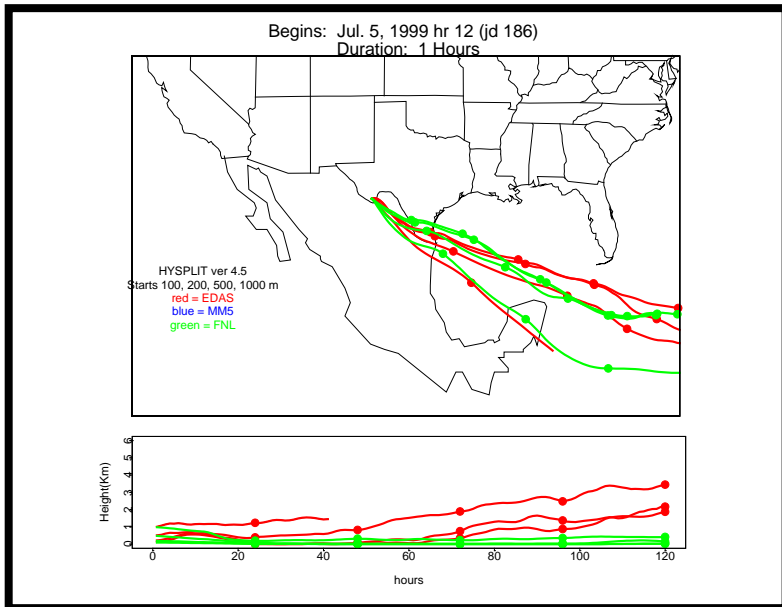 Begins: Jul. 5, 1999 hr 12 (jd 186)
Duration: 1 Hours
HYSPLIT ver 4.5
Starts 100, 200, 500, 1000 m
red = EDAS
blue = MM5
green = FNL
Height(Km)
6
5
4
3
2
1
0
0 20 40 60 80 100 120
hours